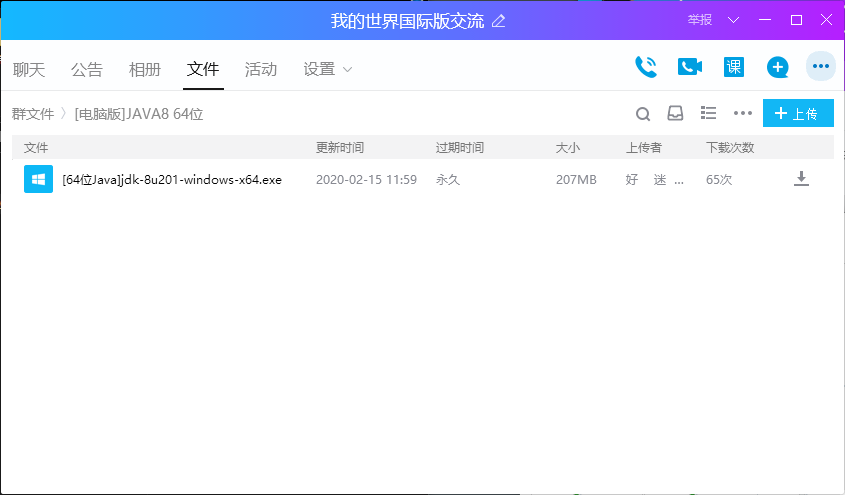 我的世界国际版交流
举报
聊天 公告 相册 文件 活动 设置
课
群文件 〉[电脑版]JAVA8 64位
+ 上传
文件 更新时间 过期时间 大小 上传者 下载次数
[64位Java]jdk-8u201-windows-x64.exe 2020-02-15 11:59 永久 207MB 好 迷 ... 65次